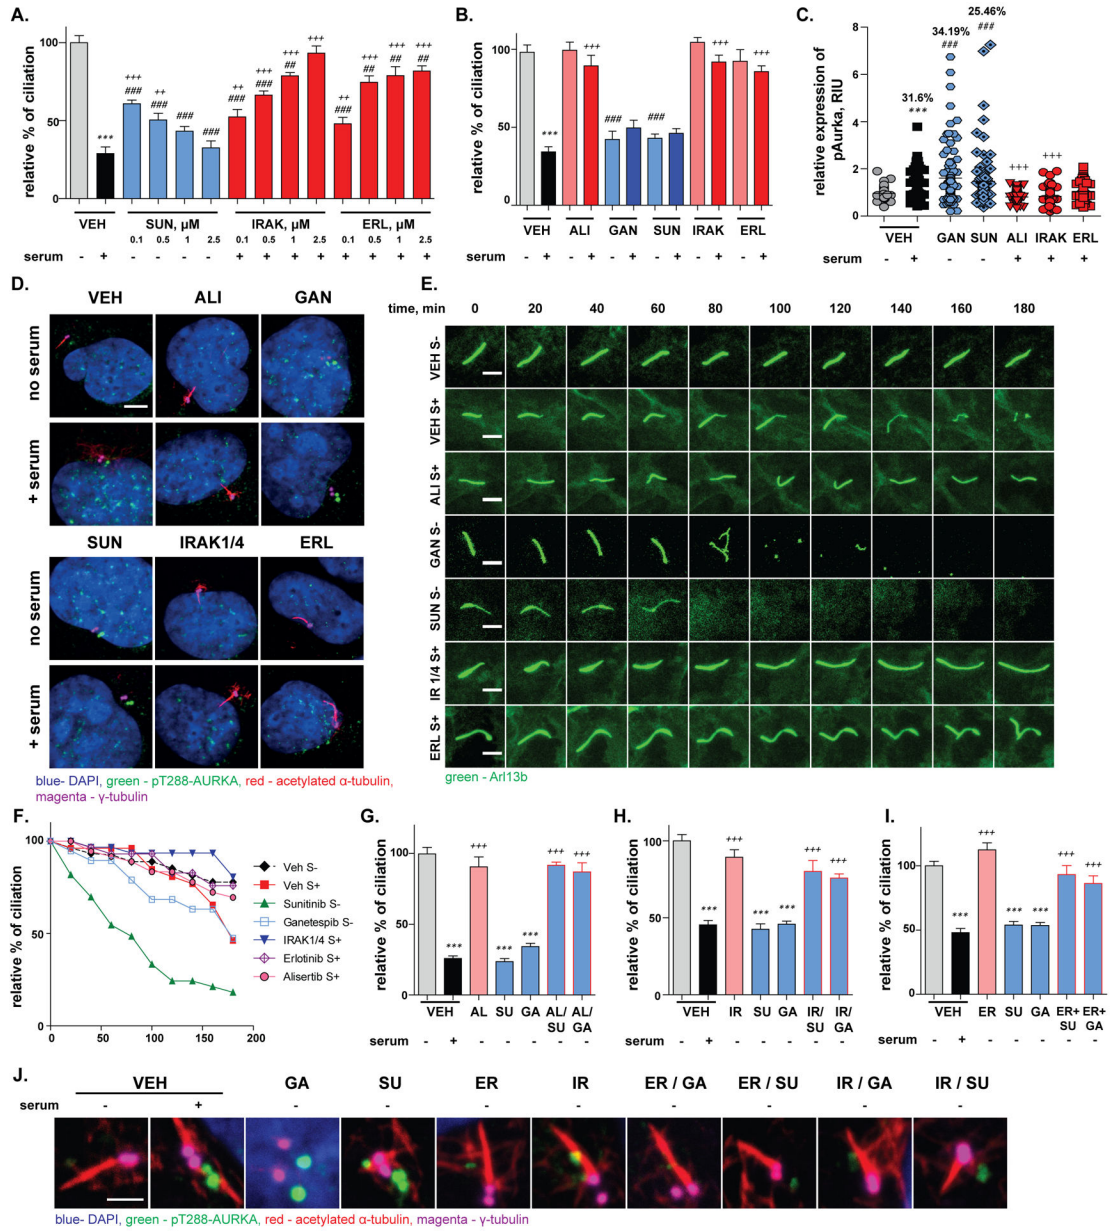 A.
relative % of ciliation
100
50
0
***
+++
###
++
###
###
###
++
###
+++
###
+++
##
+++
++
###
+++
##
+++
##
+++
##
VEH
SUN, µM
IRAK, µM
ERL, µM
0.1 0.5 1 2.5 0.1 0.5 1 2.5 0.1 0.5 1 2.5
serum - + - - - - + + + + + + + +
B.
relative % of ciliation
100
50
0
*** +++ ### ### +++ +++
VEH ALI GAN SUN IRAK ERL
serum - + - + - + - + - + - +
C.
relative expression of
pAurka, RIU
8
6
4
2
0
31.6%
***
34.19%
###
25.46%
###
+++
+++
VEH GAN SUN ALI IRAK ERL
serum - + - - + + +
D.
VEH ALI GAN
no serum
+ serum
SUN IRAK1/4 ERL
no serum
+ serum
blue- DAPI, green - pT288-AURKA, red - acetylated α-tubulin,
magenta - γ-tubulin
E.
time, min 0 20 40 60 80 100 120 140 160 180
VEH S-
VEH S+
ALI S+
GAN S-
SUN S-
IR 1/4 S+
ERL S+
green - Arl13b
F.
relative % of ciliation
100
50
0
0 50 100 150 200
Veh S-
Veh S+
Sunitinib S-
Ganetespib S-
IRAK1/4 S+
Erlotinib S+
Alisertib S+
G.
relative % of ciliation
100
50
0
*** +++ *** *** +++ +++
VEH AL SU GA AL/ AL/
SU GA
serum - + - - - - -
H.
relative % of ciliation
100
50
0
*** +++ *** *** +++ +++
VEH IR SU GA IR/ IR/
SU GA
serum - + - - - - -
I.
relative % of ciliation
100
50
0
*** +++ *** *** +++ +++
VEH ER SU GA ER+ ER+
SU GA
serum - + - - - - -
J.
VEH GA SU ER IR ER / GA ER / SU IR / GA IR / SU
serum - + - - - - - - - -
blue- DAPI, green - pT288-AURKA, red - acetylated α-tubulin, magenta - γ-tubulin